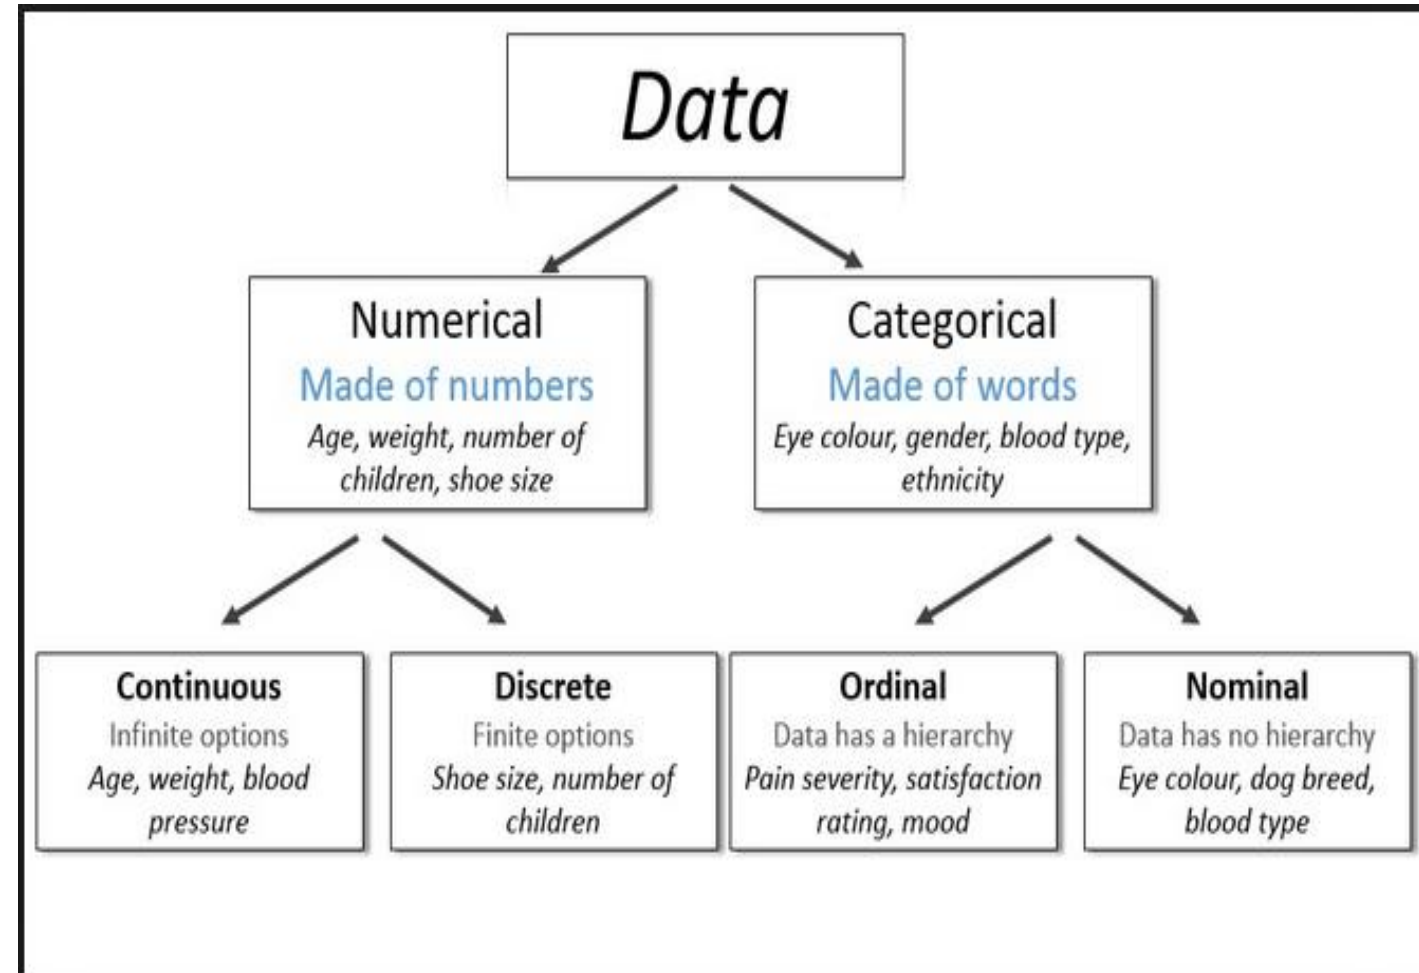 Data
Numerical
Made of numbers
Age, weight, number of
children, shoe size
Categorical
Made of words
Eye colour, gender, blood type,
ethnicity
Continuous
Infinite options
Age, weight, blood
pressure
Discrete
Finite options
Shoe size, number of
children
Ordinal
Data has a hierarchy
Pain severity, satisfaction
rating, mood
Nominal
Data has no hierarchy
Eye colour, dog breed,
blood type